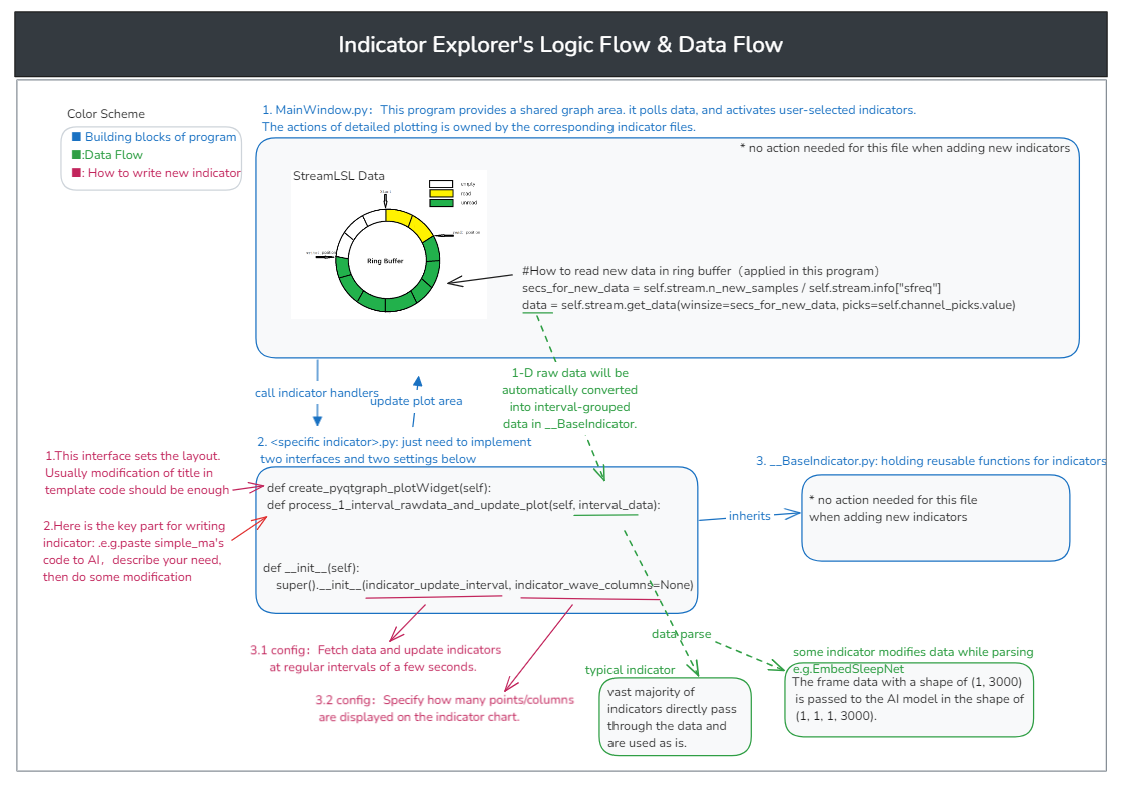 Indicator Explorer's Logic Flow & Data Flow
Color Scheme
Building blocks of program
:Data Flow
: How to write new indicator
1. MainWindow.py： This program provides a shared graph area. it polls data, and activates user-selected indicators.
The actions of detailed plotting is owned by the corresponding indicator files.
* no action needed for this file when adding new indicators
StreamLSL Data
empty
read
unread
Start
Ring Buffer
#How to read new data in ring buffer（applied in this program）
secs_for_new_data = self.stream.n_new_samples / self.stream.info["sfreq"]
data = self.stream.get_data(winsize=secs_for_new_data, picks=self.channel_picks.value)
call indicator handlers
update plot area
1-D raw data will be
automatically converted
into interval-grouped
data in __BaseIndicator.
2. <specific indicator>.py: just need to implement
two interfaces and two settings below
1.This interface sets the layout.
Usually modification of title in
template code should be enough
2.Here is the key part for writing
indicator: .e.g.paste simple_ma's
code to AI， describe your need,
then do some modification
def create_pyqtgraph_plotWidget(self):
def process_1_interval_rawdata_and_update_plot(self, interval_data):
def __init__(self):
super().__init__(indicator_update_interval, indicator_wave_columns=None)
inherits
3. __BaseIndicator.py: holding reusable functions for indicators
* no action needed for this file
when adding new indicators
3.1 config： Fetch data and update indicators
at regular intervals of a few seconds.
3.2 config： Specify how many points/columns
are displayed on the indicator chart.
data parse
typical indicator
vast majority of
indicators directly pass
through the data and
are used as is.
some indicator modifies data while parsing
e.g.EmbedSleepNet
The frame data with a shape of (1, 3000)
is passed to the AI model in the shape of
(1, 1, 1, 3000).